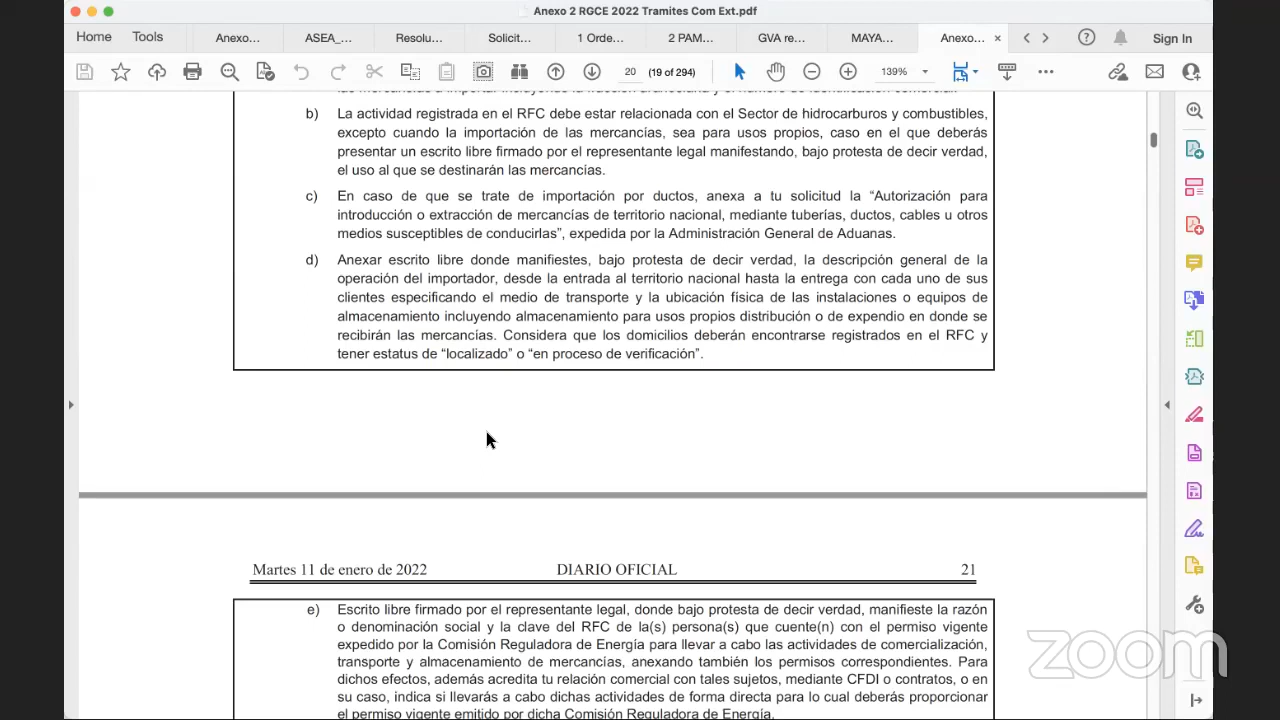 Anexo 2 RGCE 2022 Tramites Com Ext.pdf
Home Tools Anexo... ASEA_... Resolu... Solicit... 1 Orde... 2 PAM... GVA re... MAYA... Anexo... × Sign In
20 (19 of 294) 139%
b) La actividad registrada en el RFC debe estar relacionada con el Sector de hidrocarburos y combustibles,
excepto cuando la importación de las mercancías, sea para usos propios, caso en el que deberás
presentar un escrito libre firmado por el representante legal manifestando, bajo protesta de decir verdad,
el uso al que se destinarán las mercancías.
c) En caso de que se trate de importación por ductos, anexa a tu solicitud la “Autorización para
introducción o extracción de mercancías de territorio nacional, mediante tuberías, ductos, cables u otros
medios susceptibles de conducirlas”, expedida por la Administración General de Aduanas.
d) Anexar escrito libre donde manifiestes, bajo protesta de decir verdad, la descripción general de la
operación del importador, desde la entrada al territorio nacional hasta la entrega con cada uno de sus
clientes especificando el medio de transporte y la ubicación física de las instalaciones o equipos de
almacenamiento incluyendo almacenamiento para usos propios distribución o de expendio en donde se
recibirán las mercancías. Considera que los domicilios deberán encontrarse registrados en el RFC y
tener estatus de “localizado” o “en proceso de verificación”.
Martes 11 de enero de 2022 DIARIO OFICIAL 21
e) Escrito libre firmado por el representante legal, donde bajo protesta de decir verdad, manifieste la razón
o denominación social y la clave del RFC de la(s) persona(s) que cuente(n) con el permiso vigente
expedido por la Comisión Reguladora de Energía para llevar a cabo las actividades de comercialización,
transporte y almacenamiento de mercancías, anexando también los permisos correspondientes. Para
dichos efectos, además acredita tu relación comercial con tales sujetos, mediante CFDI o contratos, o en
su caso, indica si llevarás a cabo dichas actividades de forma directa para lo cual deberás proporcionar
el permiso vigente emitido por dicha Comisión Reguladora de Energía.
zoom